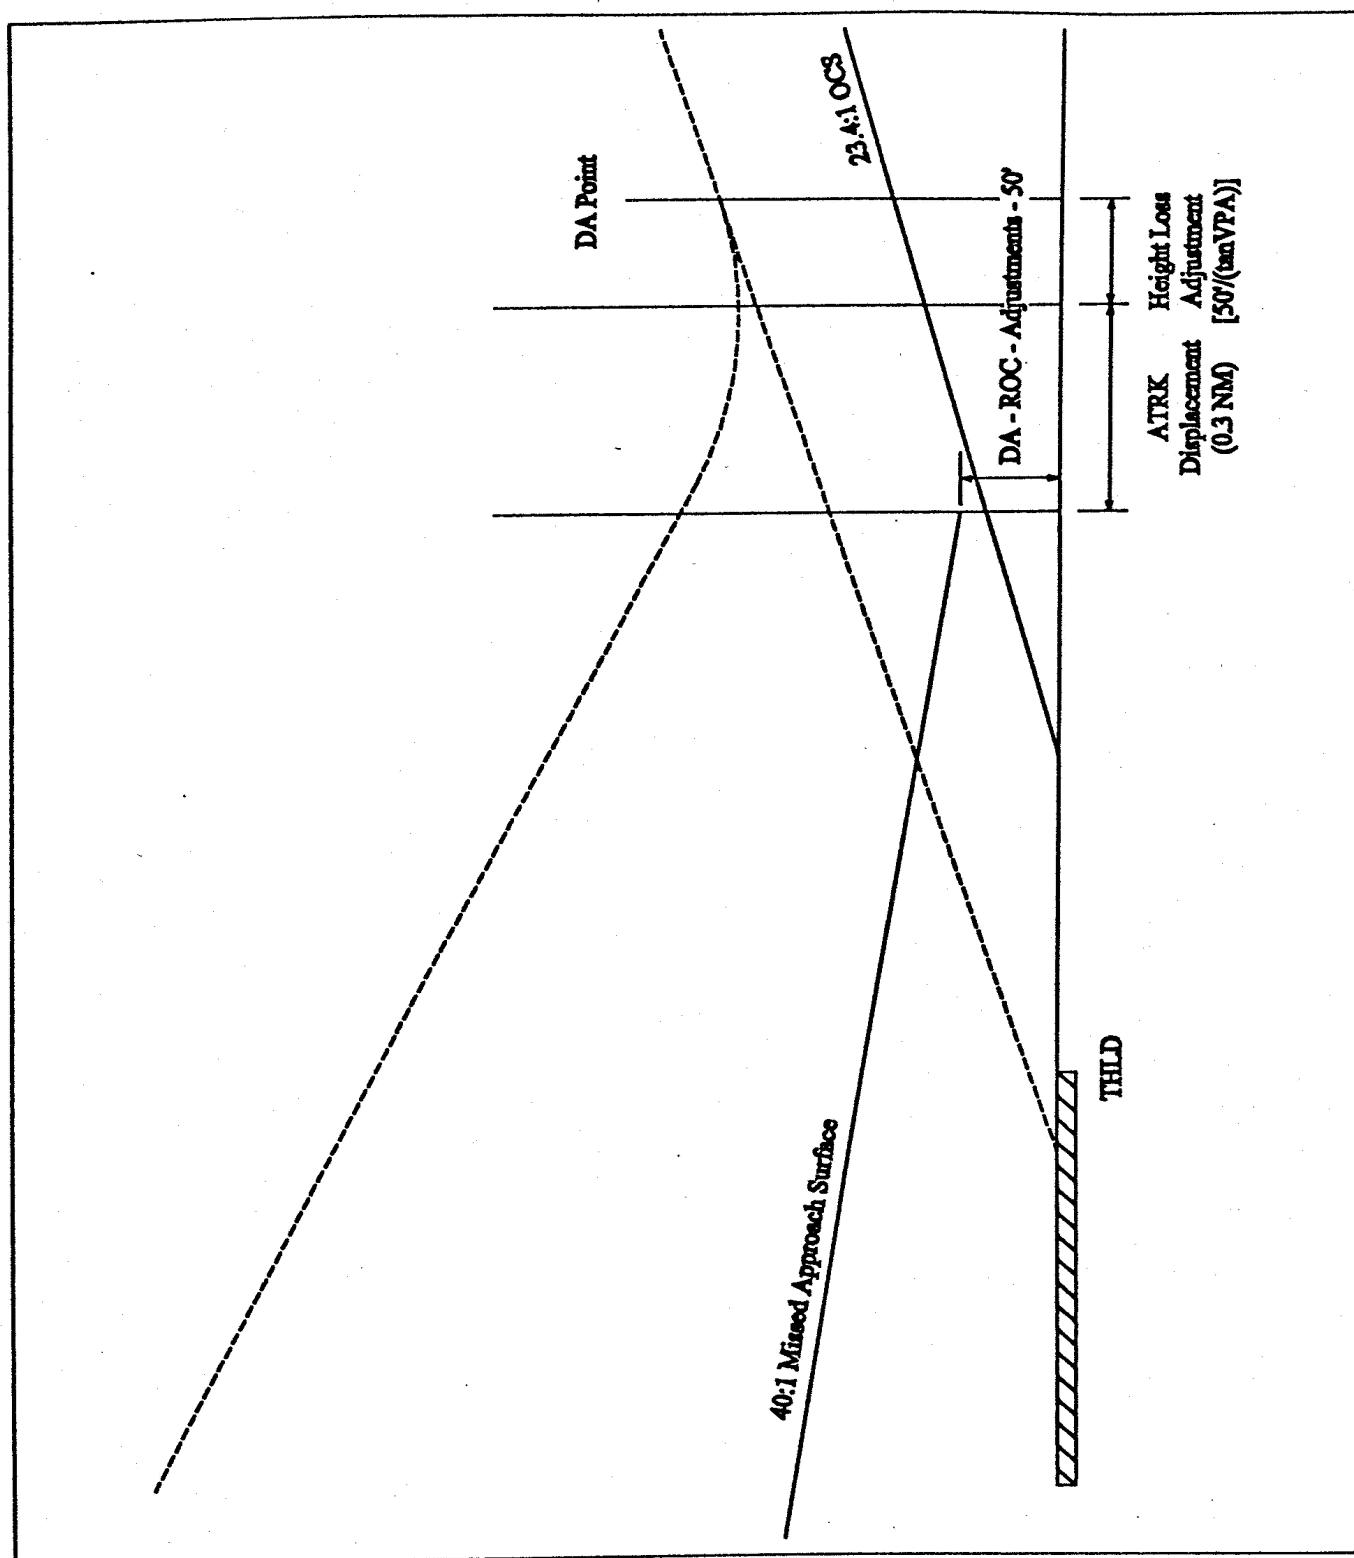 DA Point
23.4:1 OCS
DA - ROC - Adjustments - 50'
Height Loss
Adjustment
[50'/(tanVPA)]
ATRK
Displacement
(0.3 NM)
THLD
40:1 Missed Approach Surface